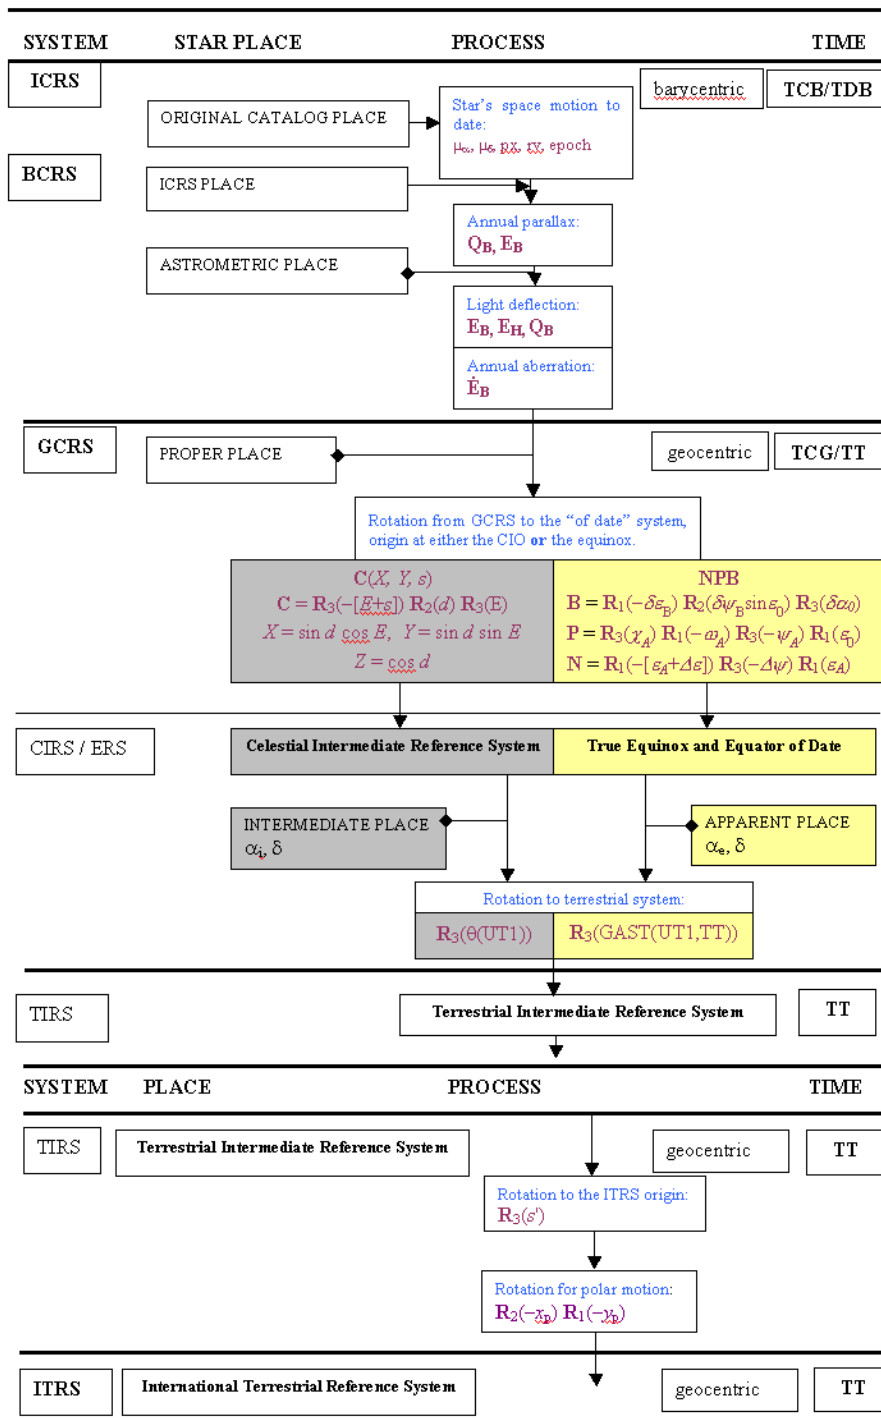 SYSTEM STAR PLACE PROCESS TIME
ICRS
barycentric TCB/TDB
ORIGINAL CATALOG PLACE
Star's space motion to
date:
μα, μδ, px, rv, epoch
BCRS
ICRS PLACE
Annual parallax:
QB, EB
ASTROMETRIC PLACE
Light deflection:
EB, EH, QB
Annual aberration:
ĖB
GCRS
PROPER PLACE
geocentric TCG/TT
Rotation from GCRS to the “of date” system,
origin at either the CIO or the equinox.
C(X, Y, s)
C = R3(−[E+s]) R2(d) R3(E)
X = sin d cos E, Y = sin d sin E
Z = cos d
NPB
B = R1(−δεB) R2(δψB sinε0) R3(δα0)
P = R3(χA) R1(−ωA) R3(−ψA) R1(ε0)
N = R1(−[εA+Δε]) R3(−Δψ) R1(εA)
CIRS / ERS
Celestial Intermediate Reference System
True Equinox and Equator of Date
INTERMEDIATE PLACE
αi, δ
APPARENT PLACE
αe, δ
Rotation to terrestrial system:
R3(θ(UT1))
R3(GAST(UT1,TT))
TIRS
Terrestrial Intermediate Reference System
TT
SYSTEM PLACE PROCESS TIME
TIRS
Terrestrial Intermediate Reference System
geocentric TT
Rotation to the ITRS origin:
R3(s')
Rotation for polar motion:
R2(−xp) R1(−yp)
ITRS
International Terrestrial Reference System
geocentric TT